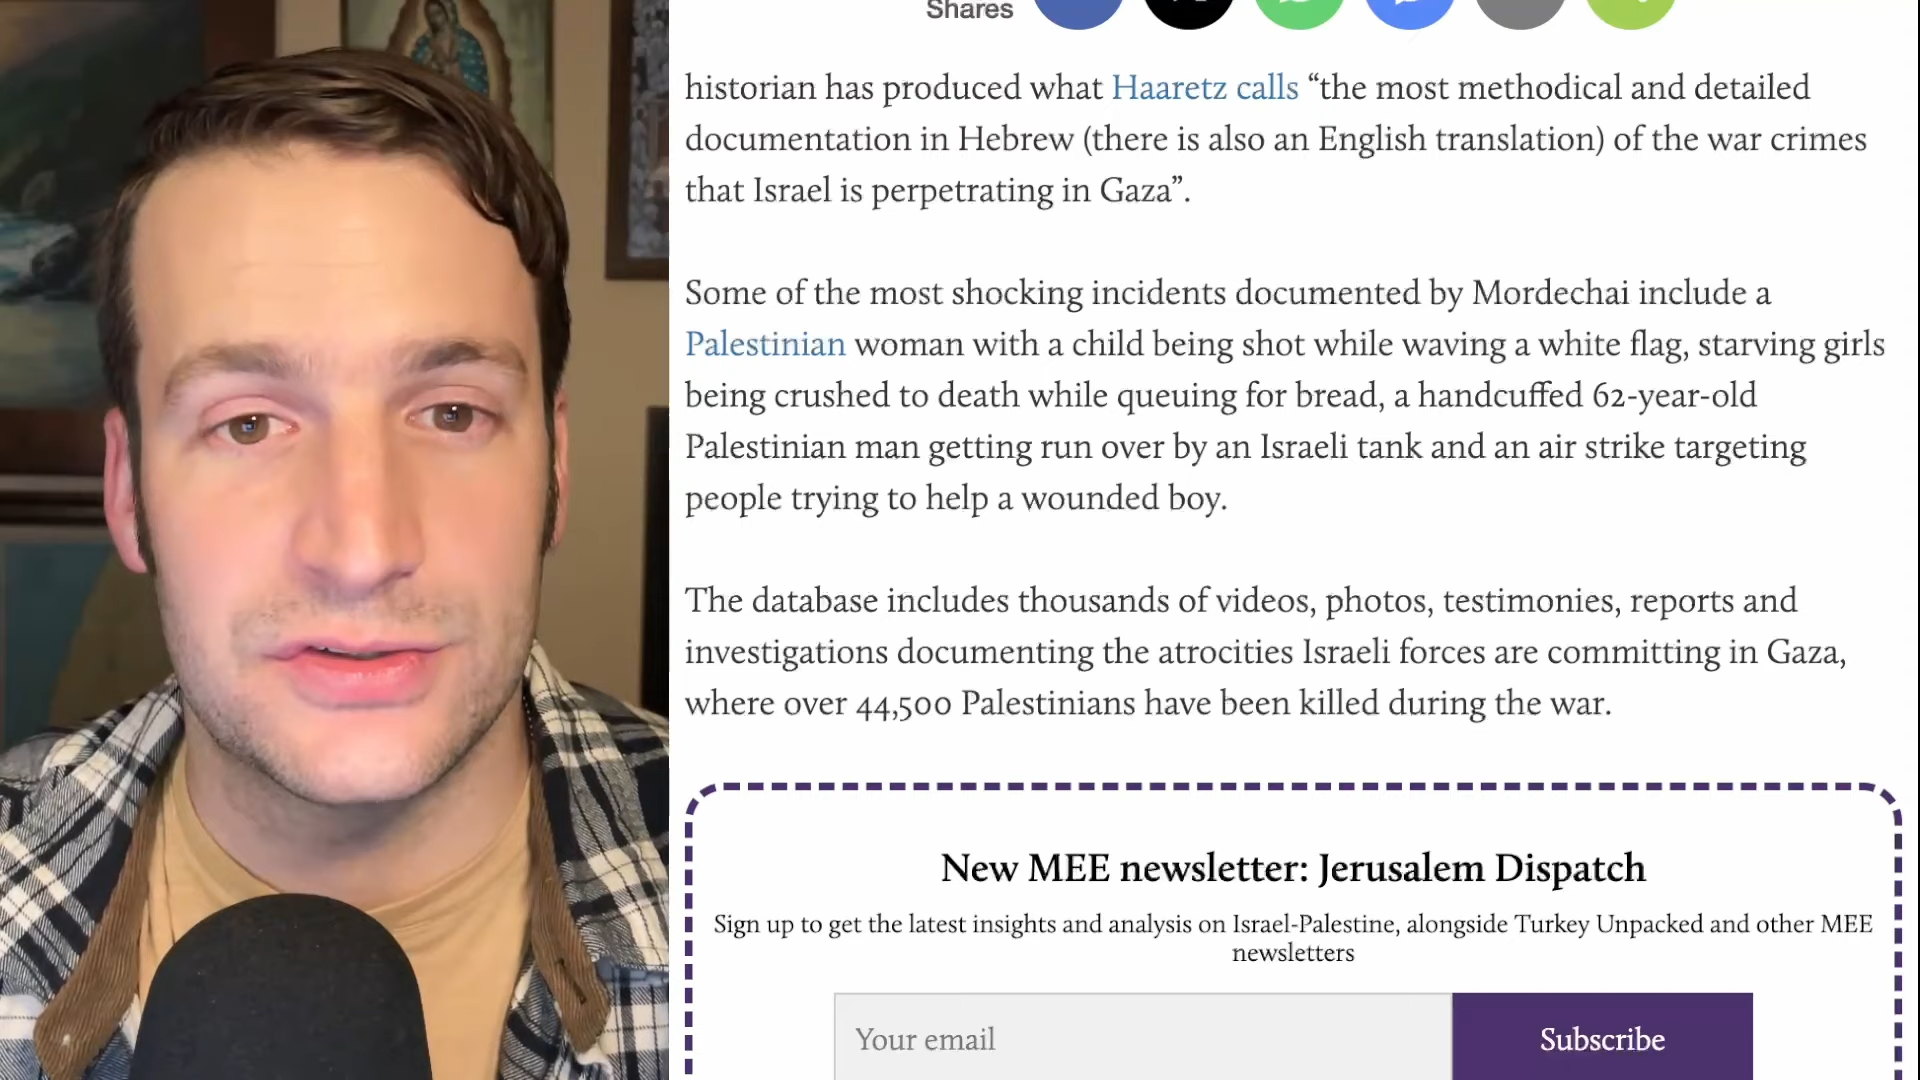 Shares
historian has produced what Haaretz calls “the most methodical and detailed
documentation in Hebrew (there is also an English translation) of the war crimes
that Israel is perpetrating in Gaza”.
Some of the most shocking incidents documented by Mordechai include a
Palestinian woman with a child being shot while waving a white flag, starving girls
being crushed to death while queuing for bread, a handcuffed 62-year-old
Palestinian man getting run over by an Israeli tank and an air strike targeting
people trying to help a wounded boy.
The database includes thousands of videos, photos, testimonies, reports and
investigations documenting the atrocities Israeli forces are committing in Gaza,
where over 44,500 Palestinians have been killed during the war.
New MEE newsletter: Jerusalem Dispatch
Sign up to get the latest insights and analysis on Israel-Palestine, alongside Turkey Unpacked and other MEE
newsletters
Your email
Subscribe